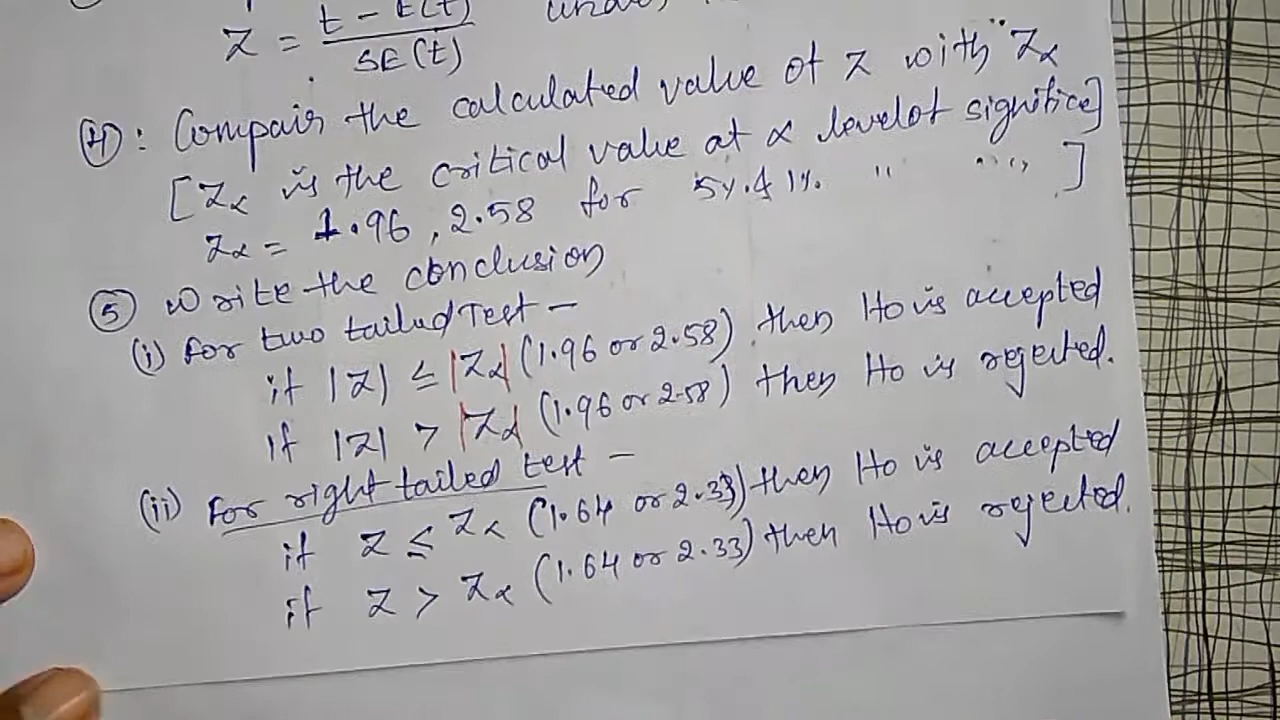 Z = t - E(t) / SE(t) under
④: Compair the calculated value of Z with "Zα
[Zα is the critical value at α level of significe]
Zα = 1.96, 2.58 for 5% & 1% " " ]
⑤ Write the conclusion
(i) for two tailed Test —
if |Z| ≤ |Zα| (1.96 or 2.58) then Ho is accepted
if |Z| > |Zα| (1.96 or 2.58) then Ho is rejected.
(ii) For right tailed test —
if Z ≤ Zα (1.64 or 2.33) then Ho is accepted
if Z > Zα (1.64 or 2.33) then Ho is rejected.